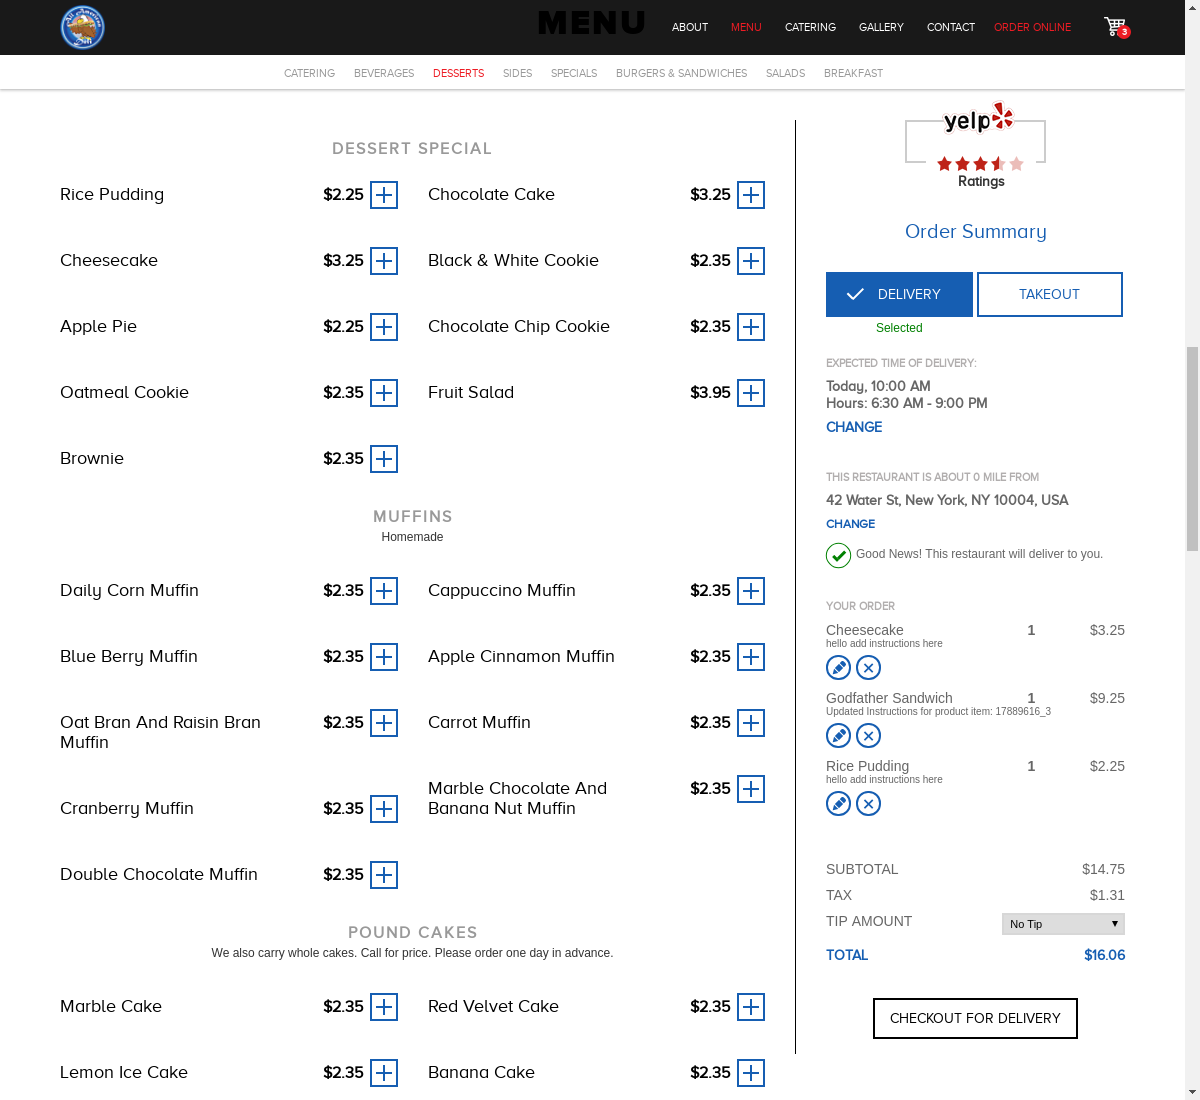 All American
Deli
MENU
ABOUT
MENU
CATERING
GALLERY
CONTACT
ORDER ONLINE
3
CATERING
BEVERAGES
DESSERTS
SIDES
SPECIALS
BURGERS & SANDWICHES
SALADS
BREAKFAST
DESSERT SPECIAL
Rice Pudding $2.25
Chocolate Cake $3.25
Cheesecake $3.25
Black & White Cookie $2.35
Apple Pie $2.25
Chocolate Chip Cookie $2.35
Oatmeal Cookie $2.35
Fruit Salad $3.95
Brownie $2.35
MUFFINS
Homemade
Daily Corn Muffin $2.35
Cappuccino Muffin $2.35
Blue Berry Muffin $2.35
Apple Cinnamon Muffin $2.35
Oat Bran And Raisin Bran $2.35
Muffin
Carrot Muffin $2.35
Cranberry Muffin $2.35
Marble Chocolate And $2.35
Banana Nut Muffin
Double Chocolate Muffin $2.35
POUND CAKES
We also carry whole cakes. Call for price. Please order one day in advance.
Marble Cake $2.35
Red Velvet Cake $2.35
Lemon Ice Cake $2.35
Banana Cake $2.35
yelp
Ratings
Order Summary
DELIVERY
TAKEOUT
Selected
EXPECTED TIME OF DELIVERY:
Today, 10:00 AM
Hours: 6:30 AM - 9:00 PM
CHANGE
THIS RESTAURANT IS ABOUT 0 MILE FROM
42 Water St, New York, NY 10004, USA
CHANGE
Good News! This restaurant will deliver to you.
YOUR ORDER
Cheesecake 1 $3.25
hello add instructions here
Godfather Sandwich 1 $9.25
Updated Instructions for product item: 17889616_3
Rice Pudding 1 $2.25
hello add instructions here
SUBTOTAL $14.75
TAX $1.31
TIP AMOUNT No Tip
TOTAL $16.06
CHECKOUT FOR DELIVERY